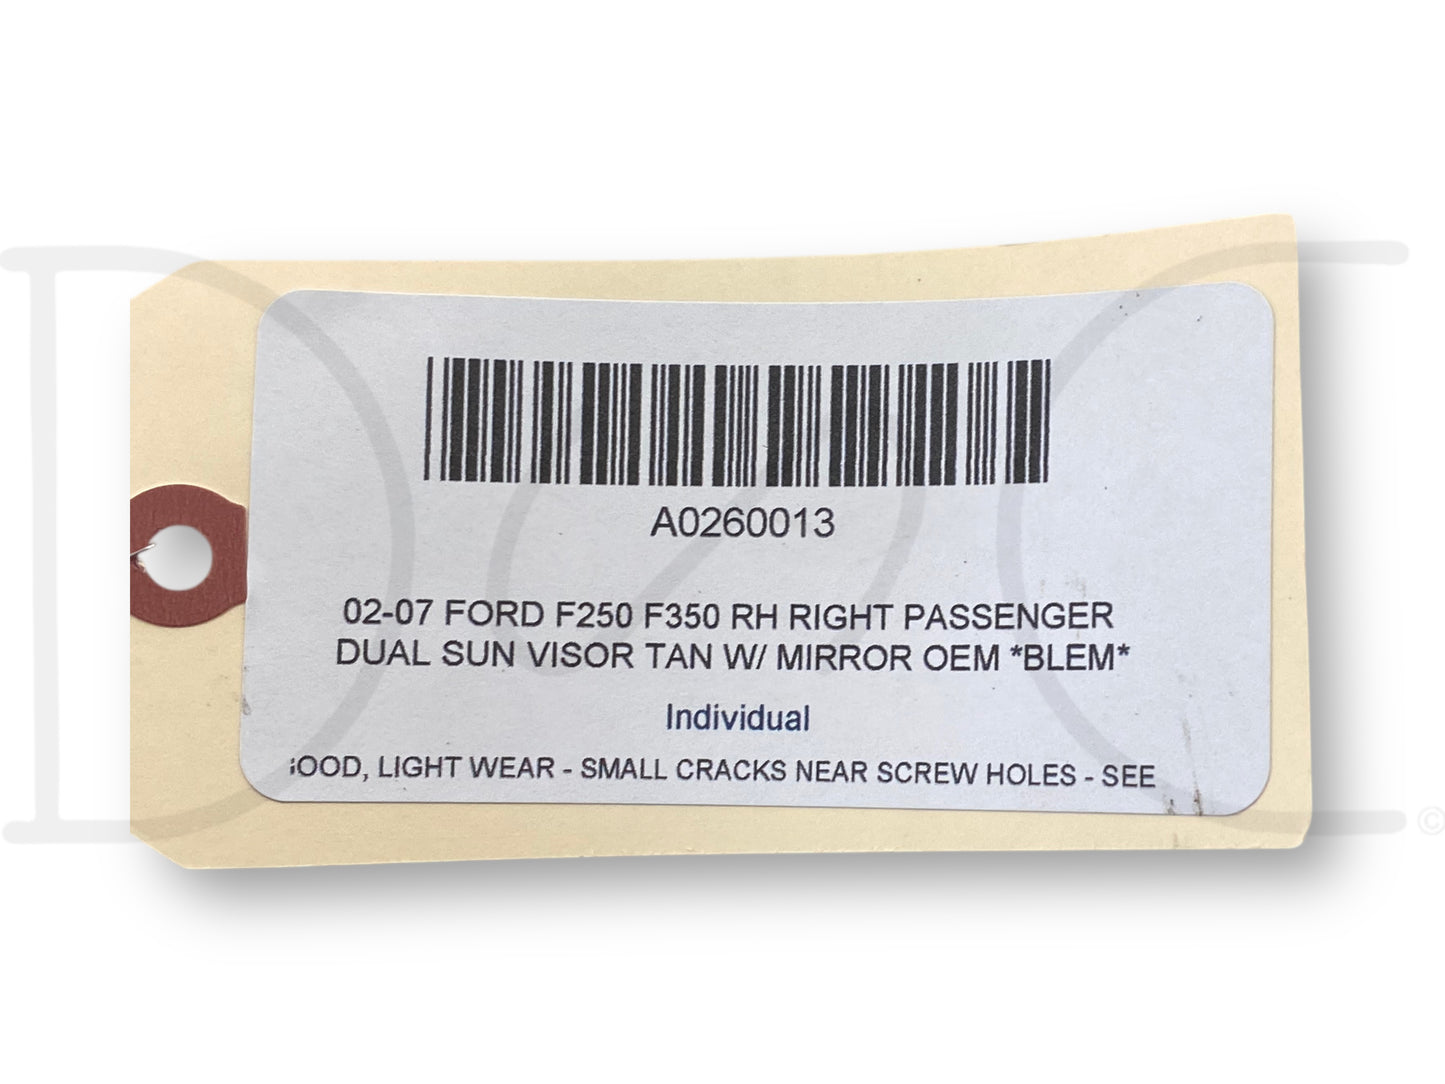 A0260013
02-07 FORD F250 F350 RH RIGHT PASSENGER
DUAL SUN VISOR TAN W/ MIRROR OEM *BLEM*
Individual
LIGHT WEAR - SMALL CRACKS NEAR SCREW HOLES - SEE
©